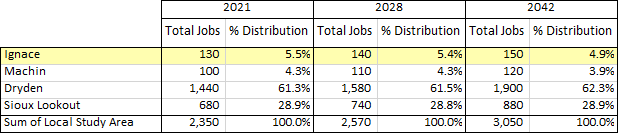 2021 2028 2042
Total Jobs % Distribution Total Jobs % Distribution Total Jobs % Distribution
Ignace 130 5.5% 140 5.4% 150 4.9%
Machin 100 4.3% 110 4.3% 120 3.9%
Dryden 1,440 61.3% 1,580 61.5% 1,900 62.3%
Sioux Lookout 680 28.9% 740 28.8% 880 28.9%
Sum of Local Study Area 2,350 100.0% 2,570 100.0% 3,050 100.0%